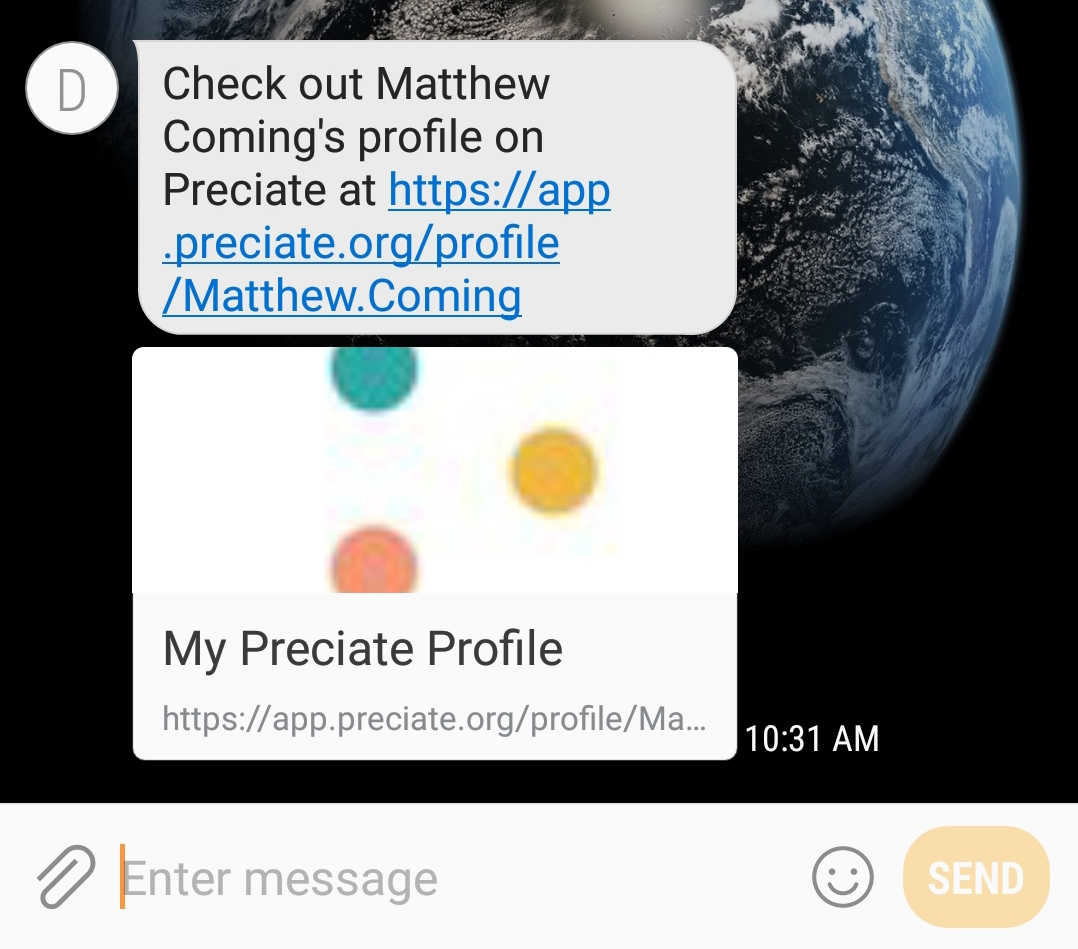 D
Check out Matthew
Coming's profile on
Preciate at https://app
.preciate.org/profile
/Matthew.Coming
My Preciate Profile
https://app.preciate.org/profile/Ma...
10:31 AM
Enter message
SEND